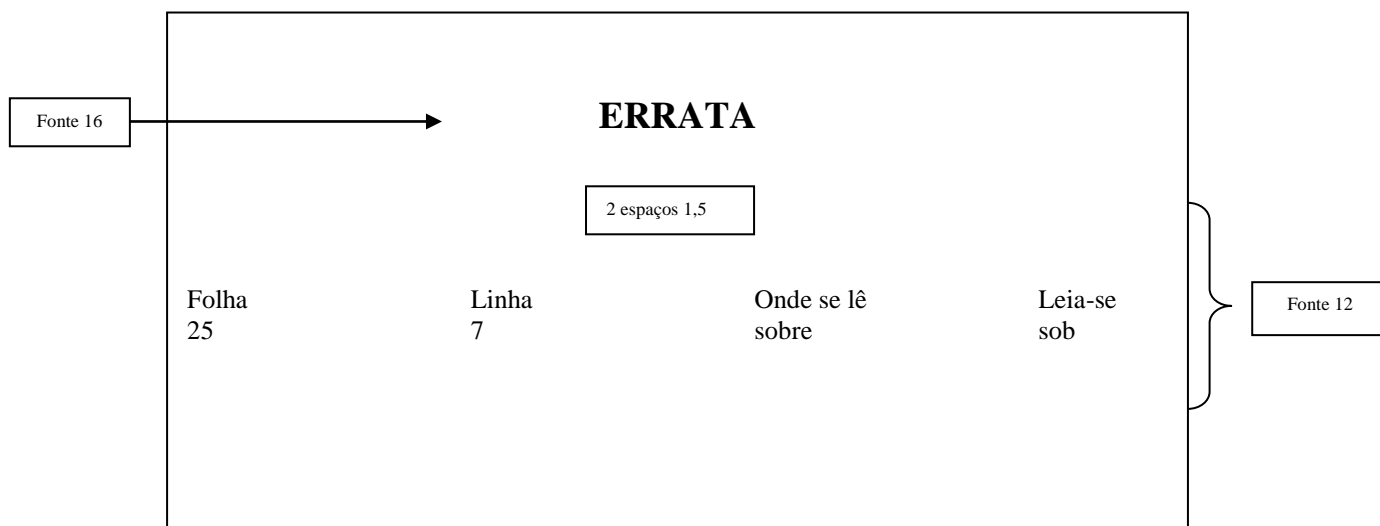 ERRATA
Fonte 16
2 espaços 1,5
Folha Linha Onde se lê Leia-se
25 7 sobre sob
Fonte 12